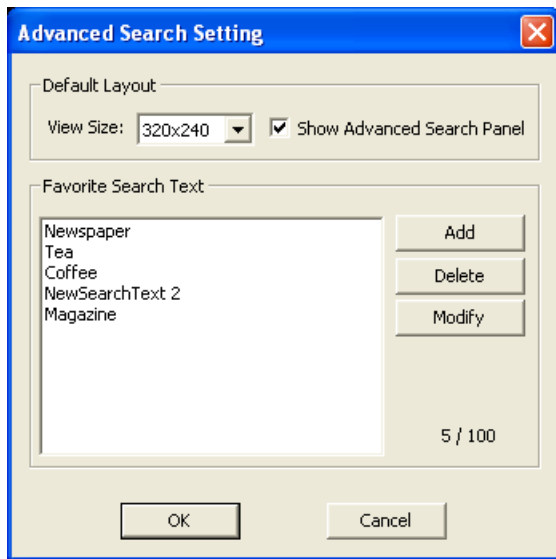 Advanced Search Setting
Default Layout
View Size: 320x240 Show Advanced Search Panel
Favorite Search Text
Newspaper
Tea
Coffee
NewSearchText 2
Magazine
Add
Delete
Modify
5 / 100
OK Cancel